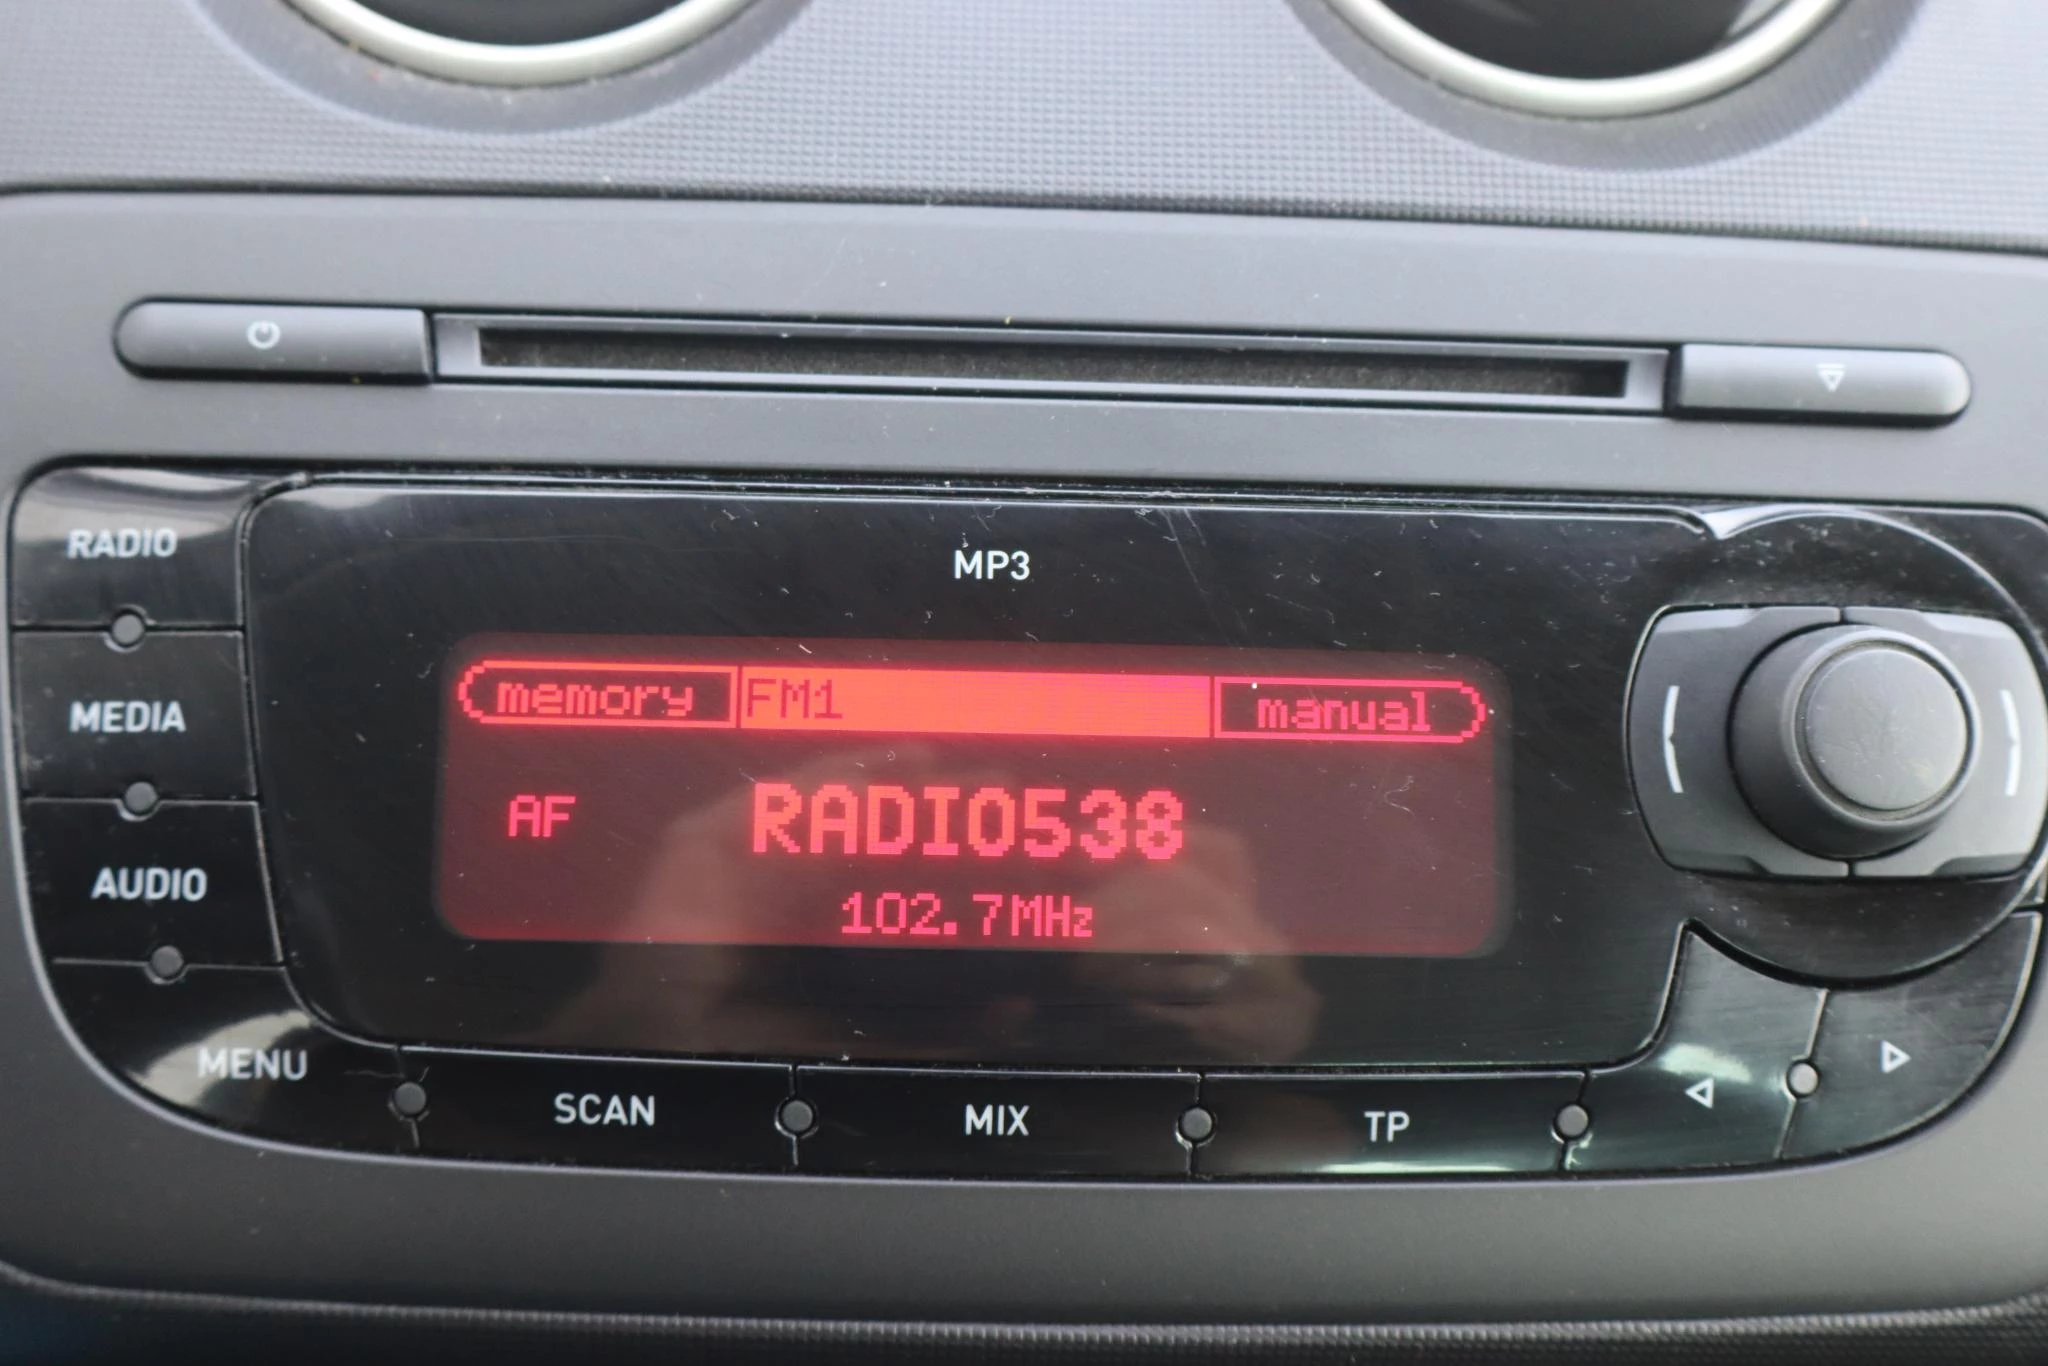 RADIO
MP3
memory FM1 manual
MEDIA
AF RADIO538
AUDIO
102.7MHz
MENU
SCAN MIX TP